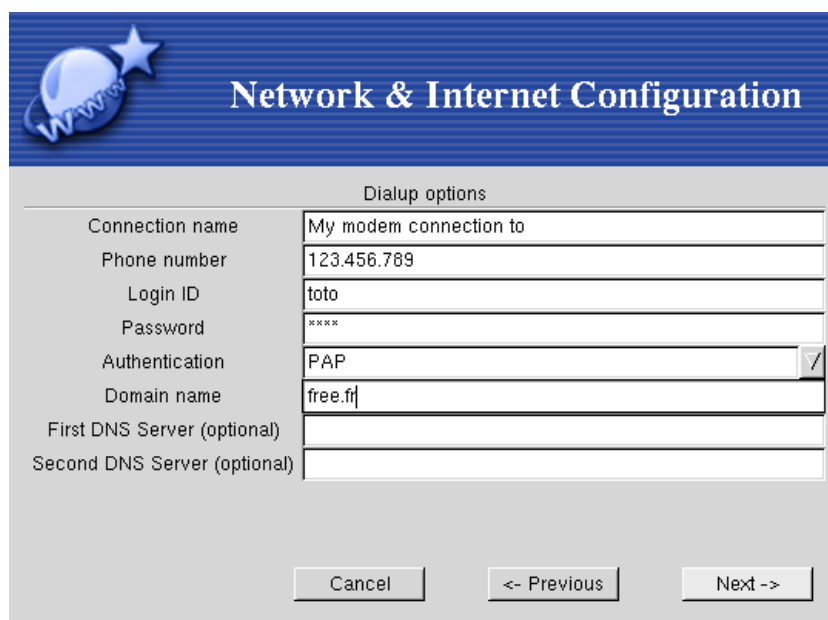 WWW
Network & Internet Configuration
Dialup options
Connection name My modem connection to
Phone number 123.456.789
Login ID toto
Password ****
Authentication PAP
Domain name free.fr
First DNS Server (optional)
Second DNS Server (optional)
Cancel <- Previous Next ->